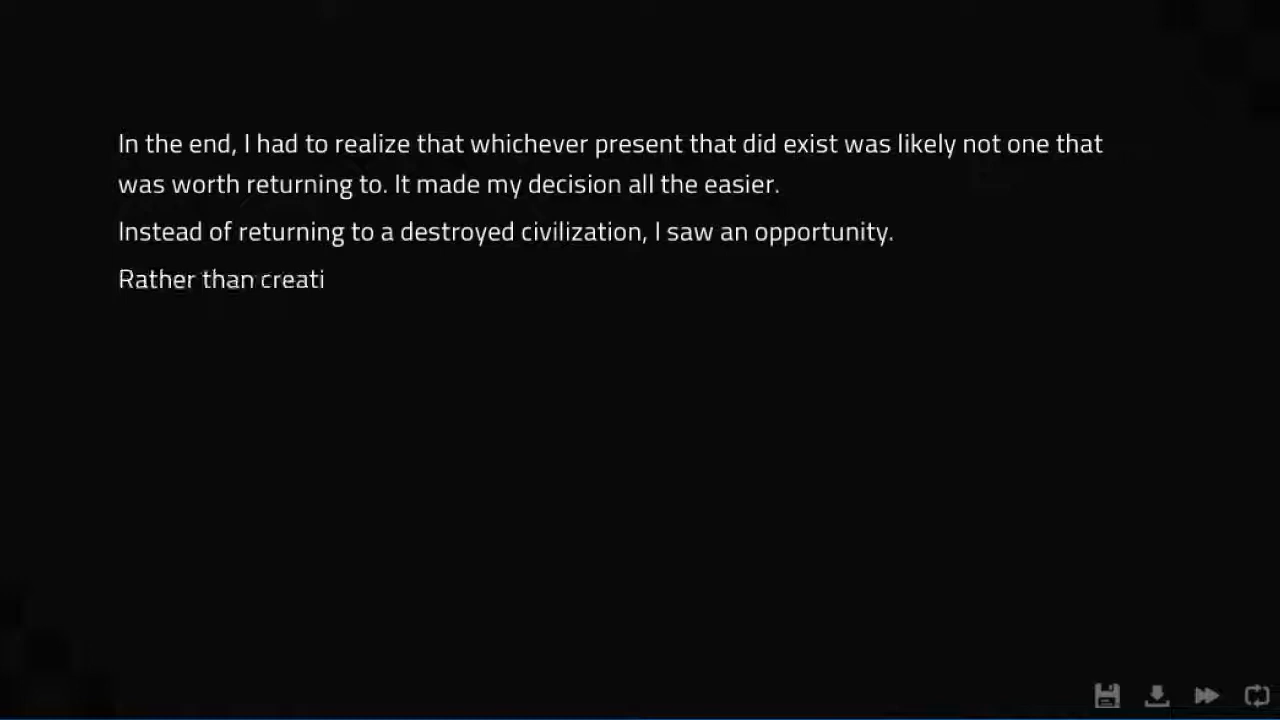 In the end, I had to realize that whichever present that did exist was likely not one that
was worth returning to. It made my decision all the easier.
Instead of returning to a destroyed civilization, I saw an opportunity.
Rather than creati